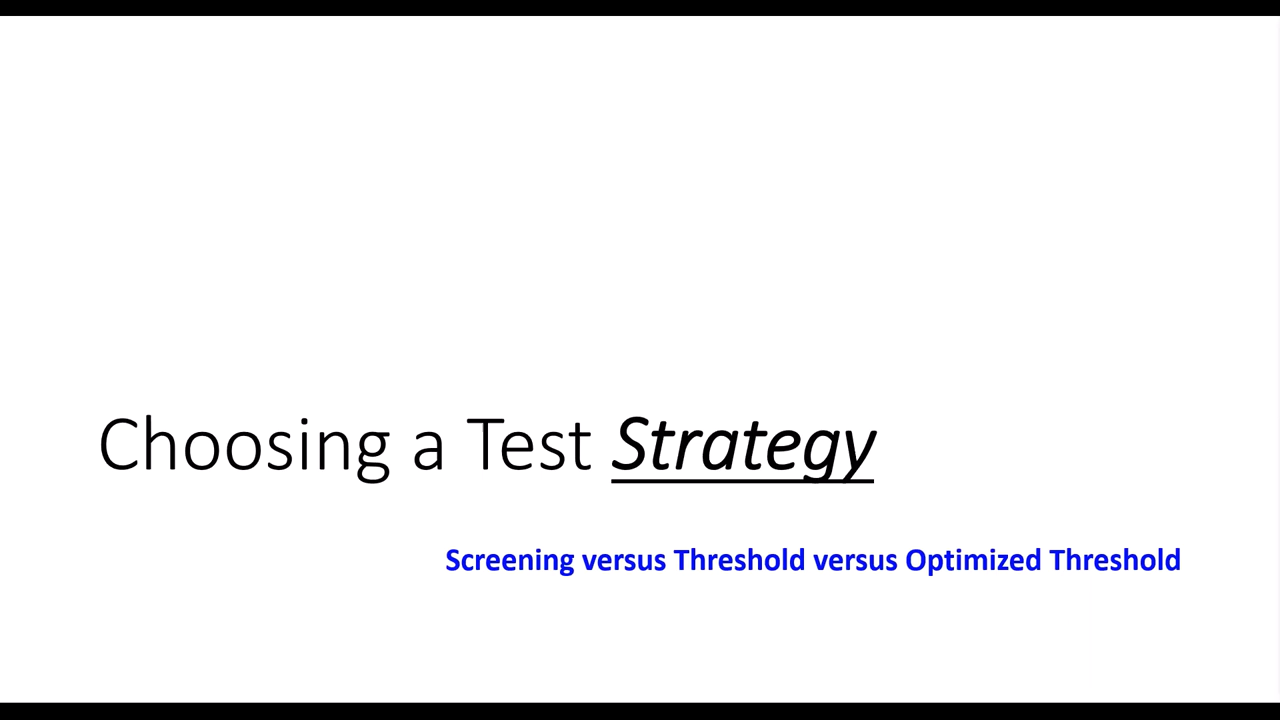 Choosing a Test Strategy
Screening versus Threshold versus Optimized Threshold